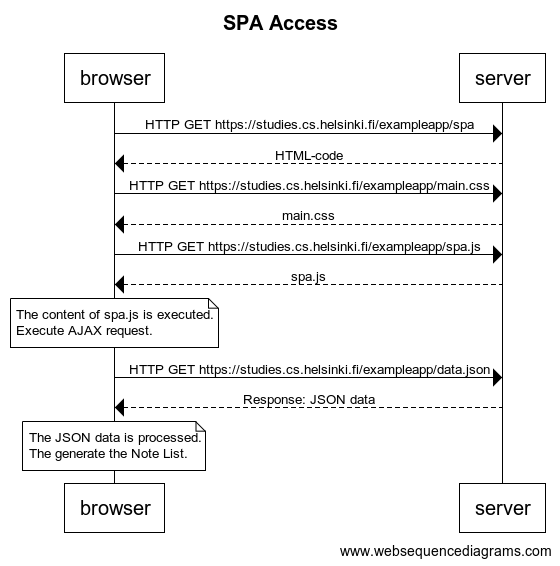 SPA Access
browser
server
HTTP GET https://studies.cs.helsinki.fi/exampleapp/spa
HTML-code
HTTP GET https://studies.cs.helsinki.fi/exampleapp/main.css
main.css
HTTP GET https://studies.cs.helsinki.fi/exampleapp/spa.js
spa.js
The content of spa.js is executed.
Execute AJAX request.
HTTP GET https://studies.cs.helsinki.fi/exampleapp/data.json
Response: JSON data
The JSON data is processed.
The generate the Note List.
browser
server
www.websequencediagrams.com